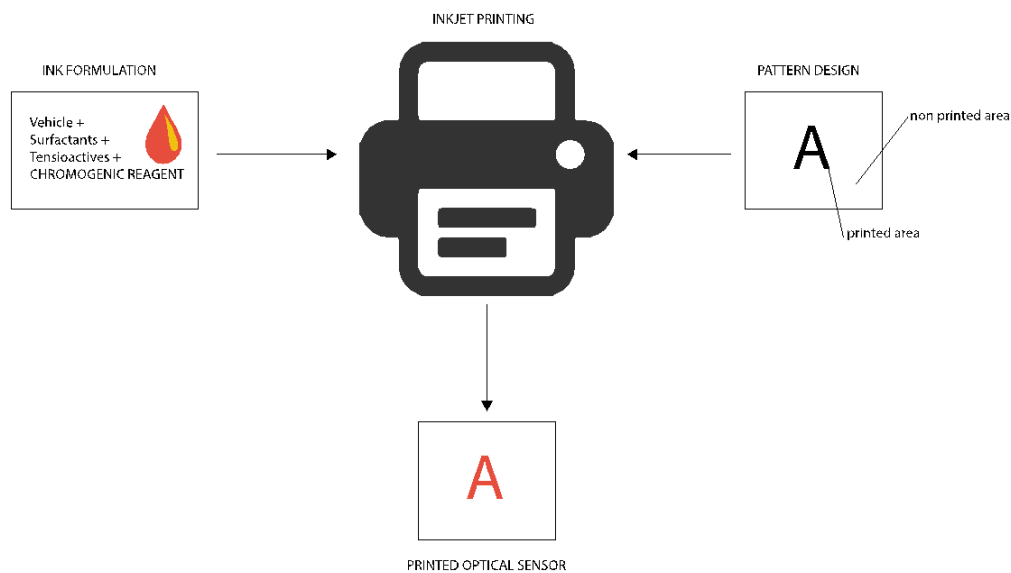 INKJET PRINTING
INK FORMULATION
Vehicle +
Surfactants +
Tensioactives +
CHROMOGENIC REAGENT
PATTERN DESIGN
A
non printed area
printed area
A
PRINTED OPTICAL SENSOR